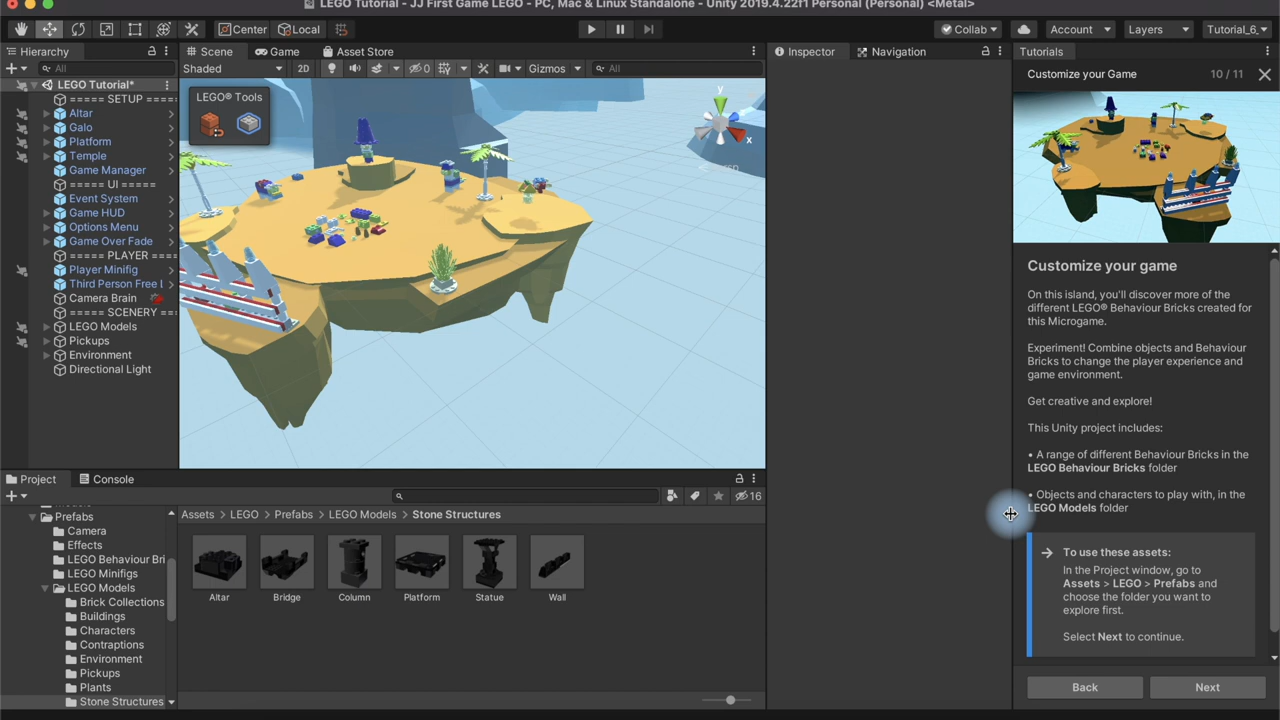 LEGO Tutorial - JJ First Game LEGO - PC, Mac & Linux Standalone - Unity 2019.4.22f1 Personal (Personal) <Metal>
Center Local Collab Account Layers Tutorial_6_
Hierarchy
All
LEGO Tutorial*
===== SETUP =====
Altar
Galo
Platform
Temple
Game Manager
===== UI =====
Event System
Game HUD
Options Menu
Game Over Fade
===== PLAYER ====
Player Minifig
Third Person Free L
Camera Brain
===== SCENERY ===
LEGO Models
Pickups
Environment
Directional Light
Scene Game Asset Store
Shaded 2D 0 Gizmos All
LEGO® Tools
y
x
Inspector Navigation
Tutorials
Customize your Game 10 / 11
Customize your game
On this island, you'll discover more of the
different LEGO® Behaviour Bricks created for
this Microgame.
Experiment! Combine objects and Behaviour
Bricks to change the player experience and
game environment.
Get creative and explore!
This Unity project includes:
• A range of different Behaviour Bricks in the
LEGO Behaviour Bricks folder
• Objects and characters to play with, in the
LEGO Models folder
To use these assets:
In the Project window, go to
Assets > LEGO > Prefabs and
choose the folder you want to
explore first.
Select Next to continue.
Back Next
Project Console
16
Prefabs
Camera
Effects
LEGO Behaviour Bri
LEGO Minifigs
LEGO Models
Brick Collections
Buildings
Characters
Contraptions
Environment
Pickups
Plants
Stone Structures
Assets > LEGO > Prefabs > LEGO Models > Stone Structures
Altar Bridge Column Platform Statue Wall